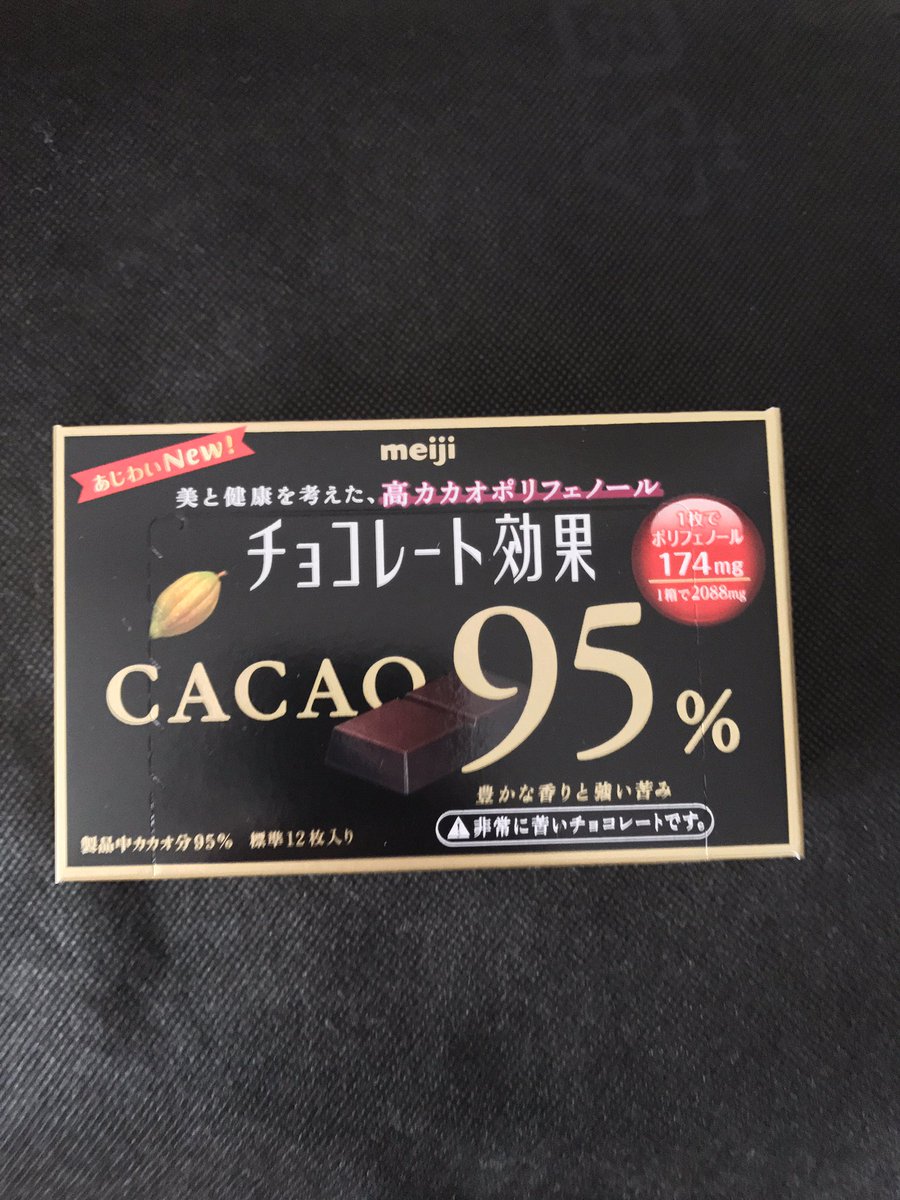 meiji
あじわいNew!
美と健康を考えた、高カカオポリフェノール
チョコレート効果
1枚で
ポリフェノール
174mg
1箱で2088mg
CACAO 95%
豊かな香りと強い苦み
非常に苦いチョコレートです。
製品中カカオ分95% 標準12枚入り